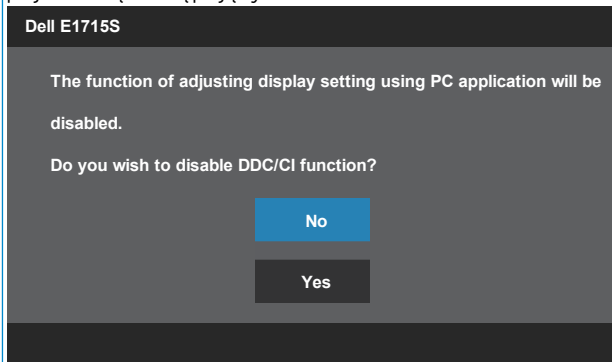 Dell E1715S
The function of adjusting display setting using PC application will be
disabled.
Do you wish to disable DDC/CI function?
No
Yes